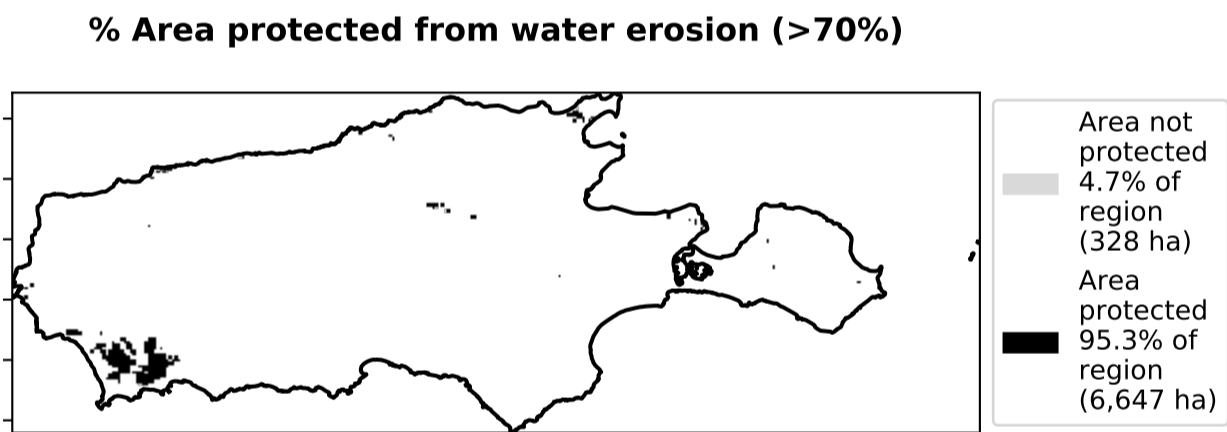 % Area protected from water erosion (>70%)
Area not
protected
4.7% of
region
(328 ha)
Area
protected
95.3% of
region
(6,647 ha)